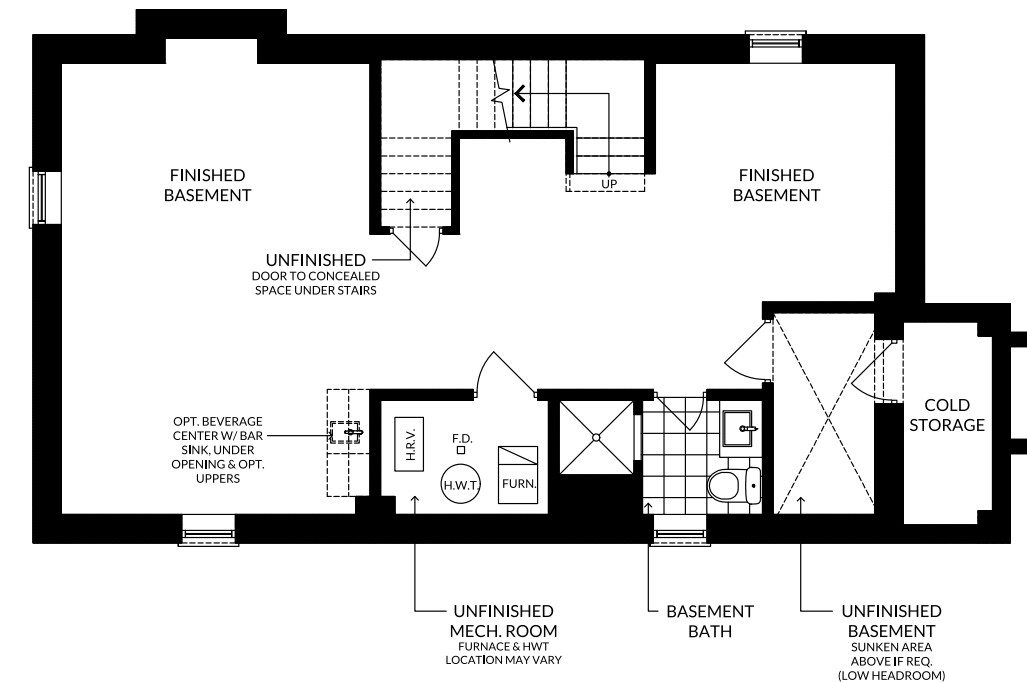 FINISHED
BASEMENT
FINISHED
BASEMENT
UP
UNFINISHED
DOOR TO CONCEALED
SPACE UNDER STAIRS
OPT. BEVERAGE
CENTER W/ BAR
SINK, UNDER
OPENING & OPT.
UPPERS
H.R.V.
F.D.
H.W.T.
FURN.
COLD
STORAGE
UNFINISHED
MECH. ROOM
FURNACE & HWT
LOCATION MAY VARY
BASEMENT
BATH
UNFINISHED
BASEMENT
SUNKEN AREA
ABOVE IF REQ.
(LOW HEADROOM)